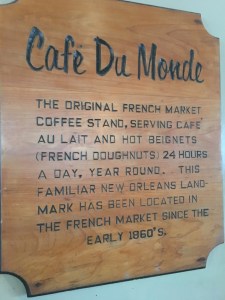 Café Du Monde
THE ORIGINAL FRENCH MARKET
COFFEE STAND, SERVING CAFÉ
AU LAIT AND HOT BEIGNETS
(FRENCH DOUGHNUTS) 24 HOURS
A DAY, YEAR ROUND. THIS
FAMILIAR NEW ORLEANS LAND-
MARK HAS BEEN LOCATED IN
THE FRENCH MARKET SINCE THE
EARLY 1860'S.